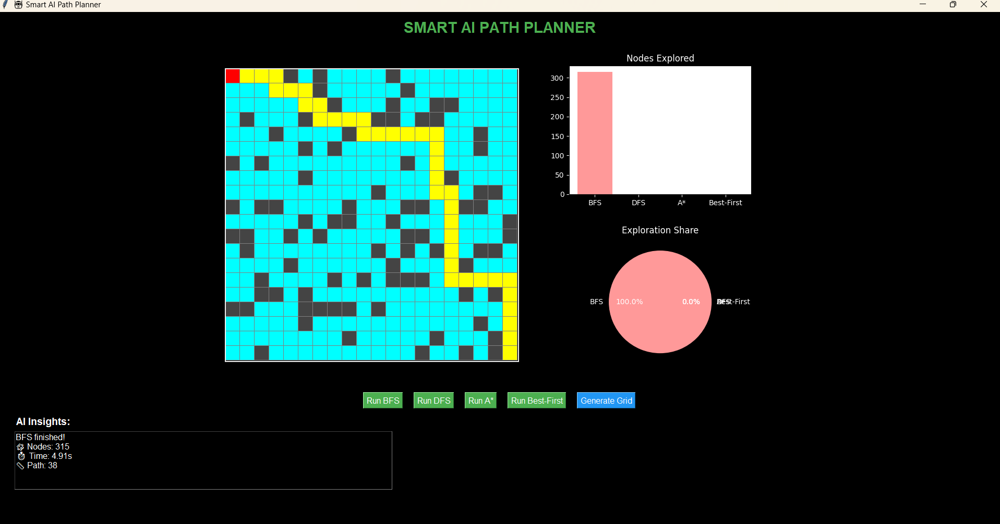 Smart AI Path Planner
SMART AI PATH PLANNER
Nodes Explored
300
250
200
150
100
50
0
BFS DFS A* Best-First
Exploration Share
BFS 100.0% 0.0% Best-First
Run BFS Run DFS Run A* Run Best-First Generate Grid
AI Insights:
BFS finished!
Nodes: 315
Time: 4.91s
Path: 38